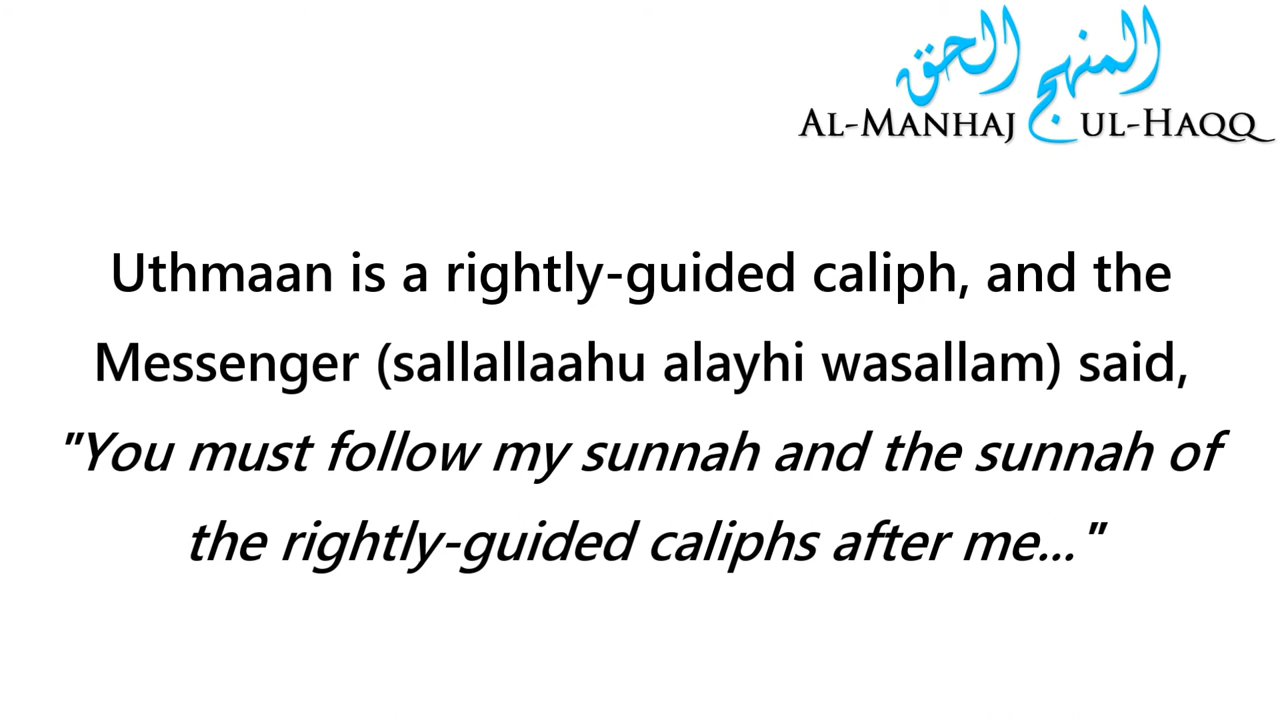 المنهج الحق
AL-MANHAJ UL-HAQQ
Uthmaan is a rightly-guided caliph, and the
Messenger (sallallaahu alayhi wasallam) said,
"You must follow my sunnah and the sunnah of
the rightly-guided caliphs after me..."